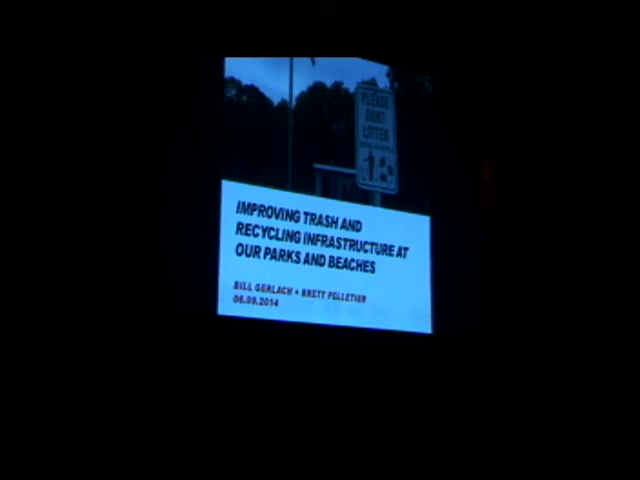 PLEASE
DONT
LITTER
IMPROVING TRASH AND
RECYCLING INFRASTRUCTURE AT
OUR PARKS AND BEACHES
BILL GERLACH + BRETT PELLETIER
06.09.2014